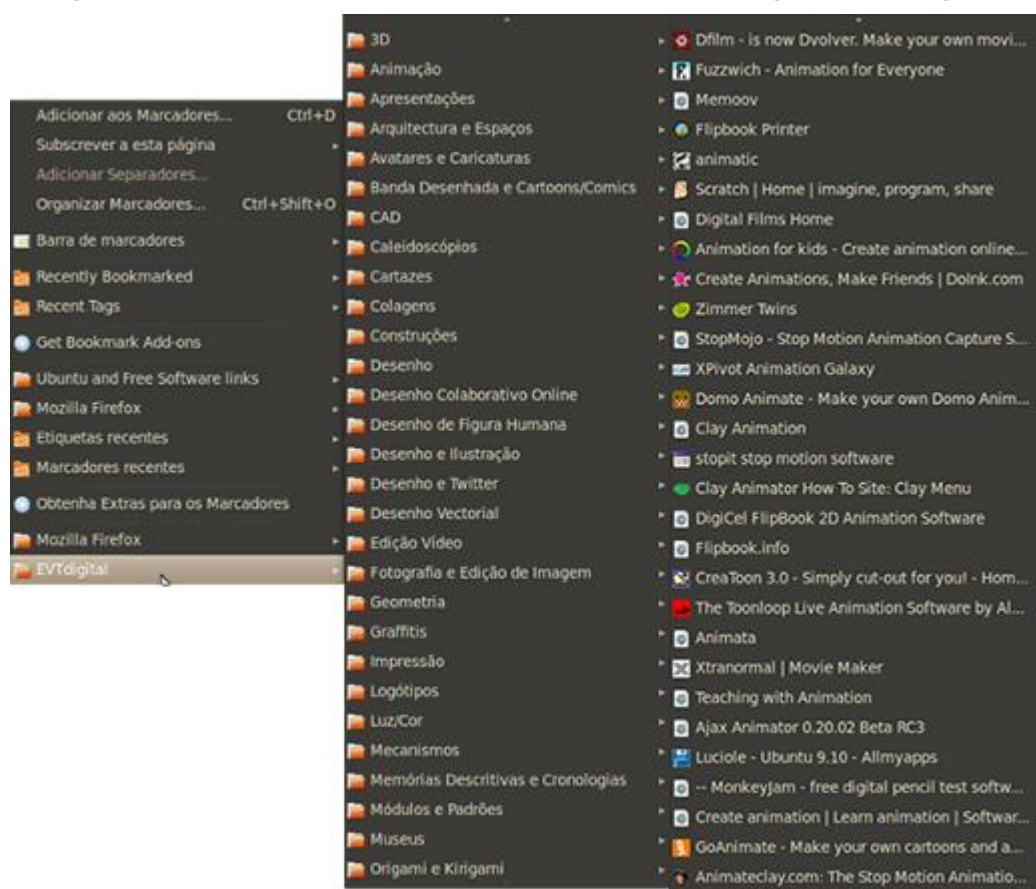 Adicionar aos Marcadores... Ctrl+D
Subscrever a esta página
Adicionar Separadores...
Organizar Marcadores... Ctrl+Shift+O
Barra de marcadores
Recently Bookmarked
Recent Tags
Get Bookmark Add-ons
Ubuntu and Free Software links
Mozilla Firefox
Etiquetas recentes
Marcadores recentes
Obtenha Extras para os Marcadores
Mozilla Firefox
EVTdigital
3D
Animação
Apresentações
Arquitectura e Espaços
Avatares e Caricaturas
Banda Desenhada e Cartoons/Comics
CAD
Caleidoscópios
Cartazes
Colagens
Construções
Desenho
Desenho Colaborativo Online
Desenho de Figura Humana
Desenho e Ilustração
Desenho e Twitter
Desenho Vectorial
Edição Vídeo
Fotografia e Edição de Imagem
Geometria
Graffitis
Impressão
Logótipos
Luz/Cor
Mecanismos
Memórias Descritivas e Cronologias
Módulos e Padrões
Museus
Origami e Kirigami
Dfilm - is now Dvolver. Make your own movi...
Fuzzwich - Animation for Everyone
Memoov
Flipbook Printer
animatic
Scratch | Home | imagine, program, share
Digital Films Home
Animation for kids - Create animation online...
Create Animations, Make Friends | DoInk.com
Zimmer Twins
StopMojo - Stop Motion Animation Capture S...
XPivot Animation Galaxy
Domo Animate - Make your own Domo Anim...
Clay Animation
stopit stop motion software
Clay Animator How To Site: Clay Menu
DigiCel FlipBook 2D Animation Software
Flipbook.info
CreaToon 3.0 - Simply cut-out for you! - Hom...
The Toonloop Live Animation Software by Al...
Animata
Xtranormal | Movie Maker
Teaching with Animation
Ajax Animator 0.20.02 Beta RC3
Luciole - Ubuntu 9.10 - Allmyapps
-- MonkeyJam - free digital pencil test softw...
Create animation | Learn animation | Softwar...
GoAnimate - Make your own cartoons and a...
Animateclay.com: The Stop Motion Animatio...